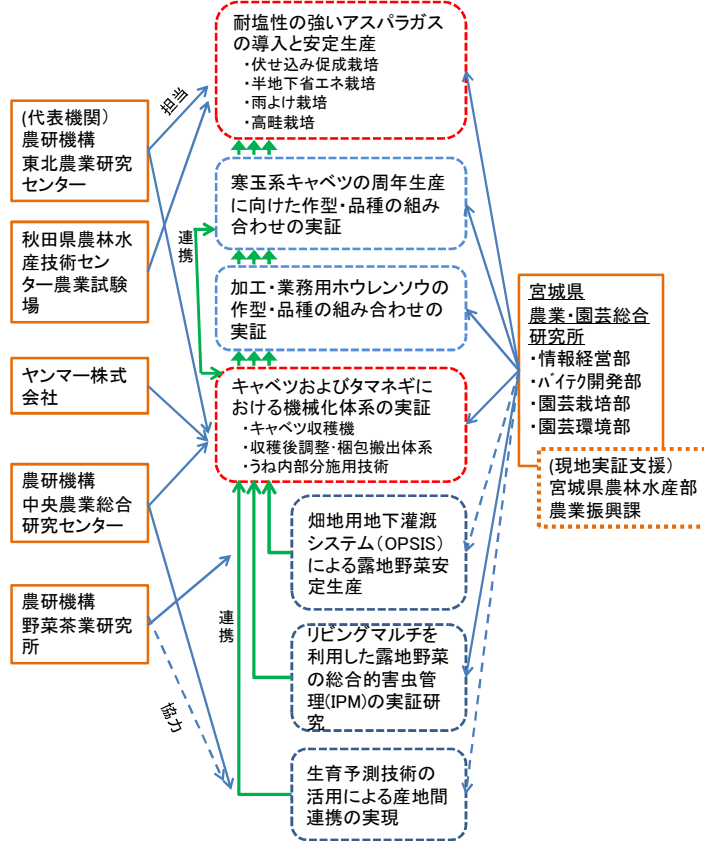 耐塩性の強いアスパラガス
の導入と安定生産
・伏せ込み促成栽培
・半地下省エネ栽培
・雨よけ栽培
・高畦栽培
担当
(代表機関)
農研機構
東北農業研究
センター
寒玉系キャベツの周年生産
に向けた作型・品種の組み
合わせの実証
連携
秋田県農林水
産技術セン
ター農業試験
場
加工・業務用ホウレンソウの
作型・品種の組み合わせの
実証
宮城県
農業・園芸総合
研究所
・情報経営部
・バイテク開発部
・園芸栽培部
・園芸環境部
(現地実証支援)
宮城県農林水産部
農業振興課
ヤンマー株式
会社
キャベツおよびタマネギに
おける機械化体系の実証
・キャベツ収穫機
・収穫後調整・梱包搬出体系
・うね内部分施用技術
農研機構
中央農業総合
研究センター
畑地用地下灌漑
システム(OPSIS)
による露地野菜安
定生産
農研機構
野菜茶業研究
所
連携
リビングマルチを
利用した露地野菜
の総合的害虫管
理(IPM)の実証研
究
協力
生育予測技術の
活用による産地間
連携の実現